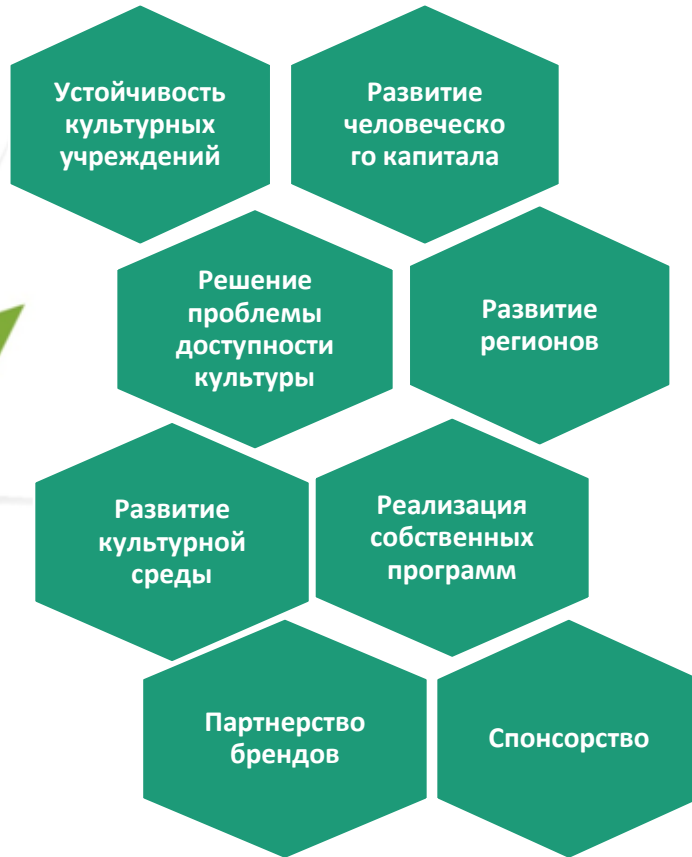 Устойчивость
культурных
учреждений
Развитие
человеческо
го капитала
Решение
проблемы
доступности
культуры
Развитие
регионов
Развитие
культурной
среды
Реализация
собственных
программ
Партнерство
брендов
Спонсорство